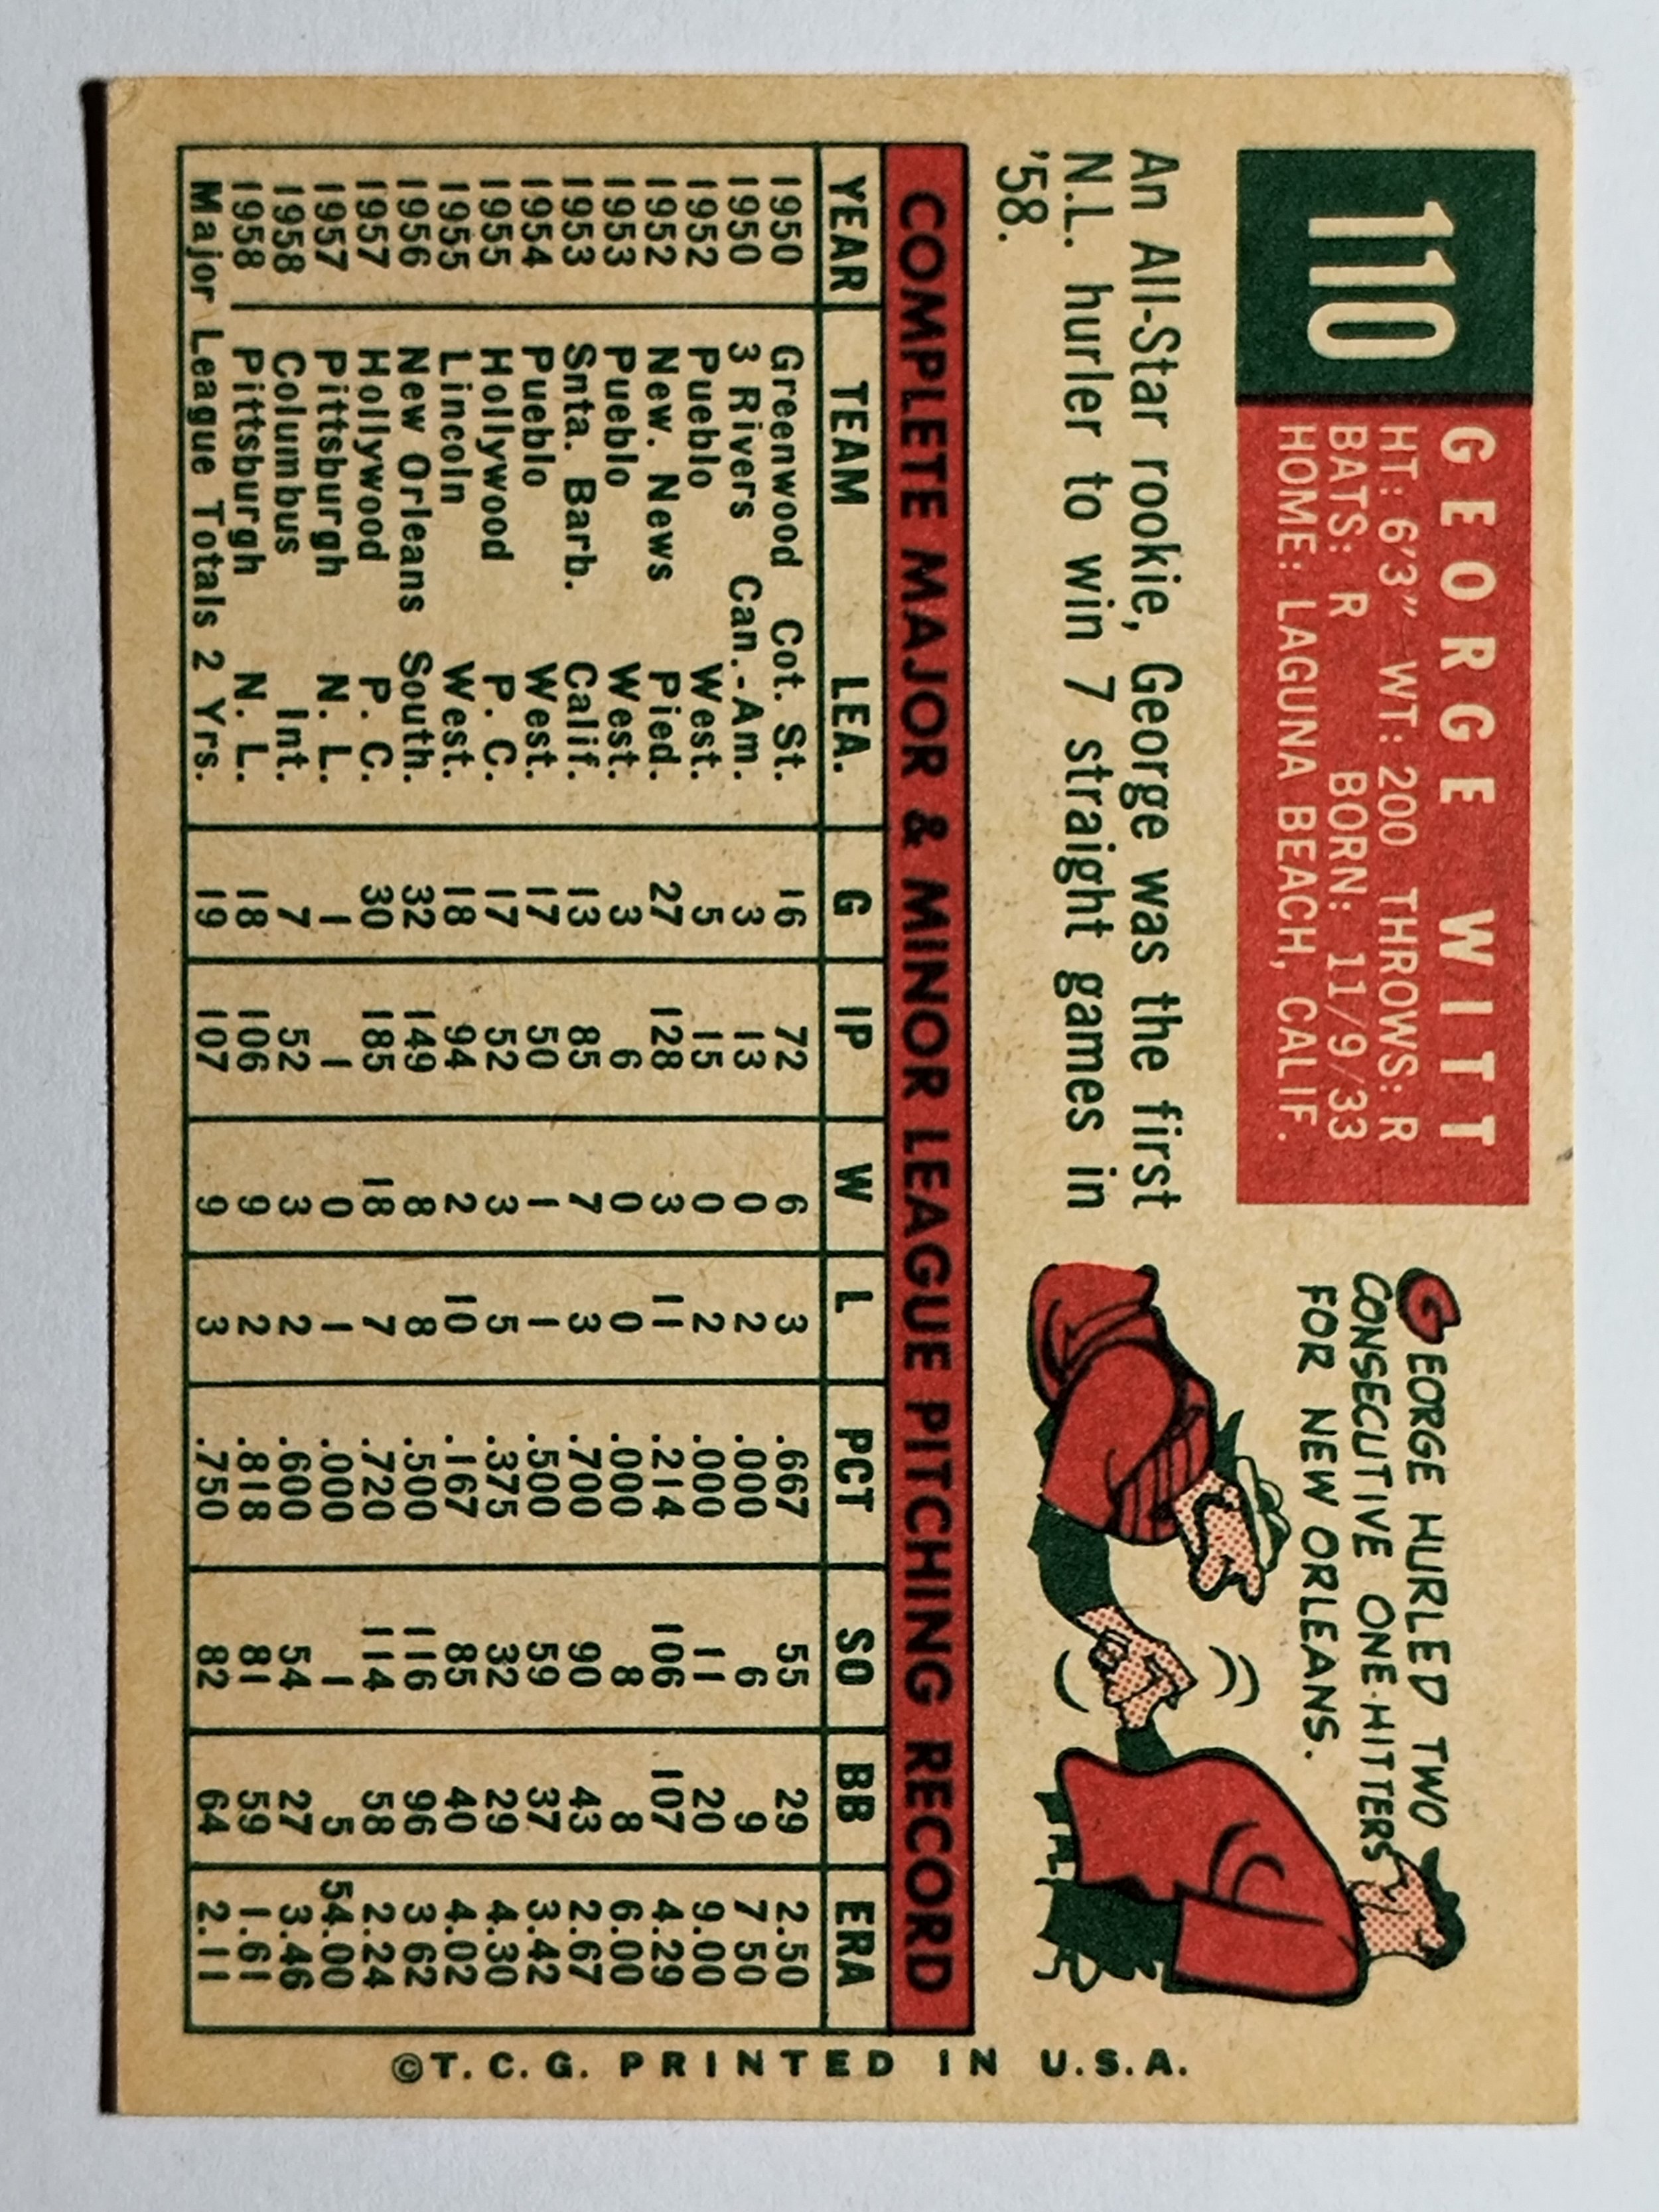 110
GEORGE WITT
HT: 6'3" WT: 200 THROWS: R
BATS: R BORN: 11/9/33
HOME: LAGUNA BEACH, CALIF.
An All-Star rookie, George was the first
N.L. hurler to win 7 straight games in
'58.
GEORGE HURLED TWO
CONSECUTIVE ONE-HITTERS
FOR NEW ORLEANS.
COMPLETE MAJOR & MINOR LEAGUE PITCHING RECORD
YEAR TEAM LEA. G IP W L PCT SO BB ERA
1950 Greenwood Cot. St. 16 72 6 3 .667 55 29 2.50
1950 3 Rivers Can.-Am. 3 13 0 2 .000 6 9 7 50
1952 Pueblo West. 5 15 0 2 .000 11 20 9.00
1952 New. News Pied. 27 128 3 11 .214 106 107 4.29
1953 Pueblo West. 3 6 0 0 .000 8 8 6.00
1953 Snta. Barb. Calif. 13 85 7 3 .700 90 43 2.67
1954 Pueblo West. 17 50 1 1 .500 59 37 3.42
1955 Hollywood P. C. 17 52 3 5 .375 32 29 4.30
1955 Lincoln West. 18 94 2 10 .167 85 40 4.02
1956 New Orleans South. 32 149 8 8 .500 116 96 3.62
1957 Hollywood P. C. 30 185 18 7 .720 114 58 2.24
1957 Pittsburgh N. L. 1 1 0 1 .000 1 5 54.00
1958 Columbus Int. 7 52 3 2 .600 54 27 3.46
1958 Pittsburgh N. L. 18 106 9 2 .818 81 59 1.61
Major League Totals 2 Yrs. 19 107 9 3 .750 82 64 2.11
©T.C.G. PRINTED IN U.S.A.